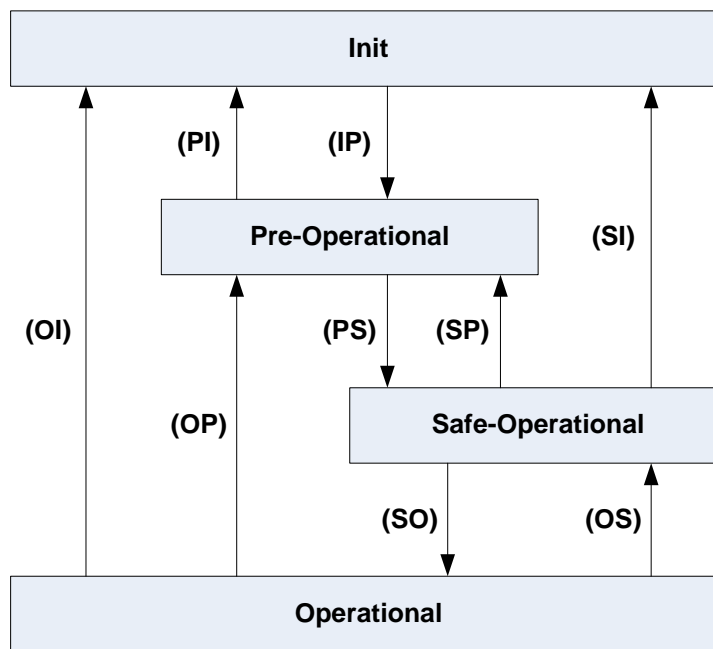 Init
(PI)
(IP)
Pre-Operational
(SI)
(OI)
(PS)
(SP)
(OP)
Safe-Operational
(SO)
(OS)
Operational